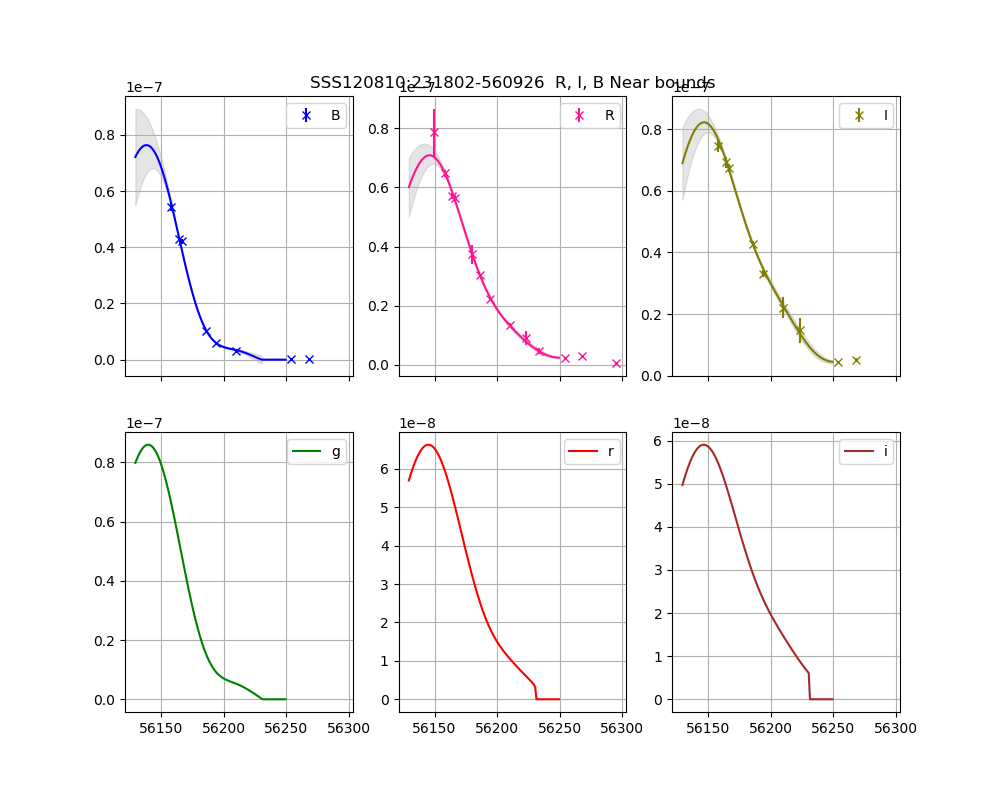 SSS120810:231802-560926 R, I, B Near bounds
1e−7 1e−7 1e−7
B R I
0.8 0.8 0.8
0.6 0.6 0.6
0.4 0.4 0.4
0.2 0.2 0.2
0.0 0.0 0.0
1e−7 1e−8 1e−8
g r i
0.8 6 6
5 5
0.6 4 4
0.4 3 3
2 2
0.2 1 1
0.0 0 0
56150 56200 56250 56300 56150 56200 56250 56300 56150 56200 56250 56300